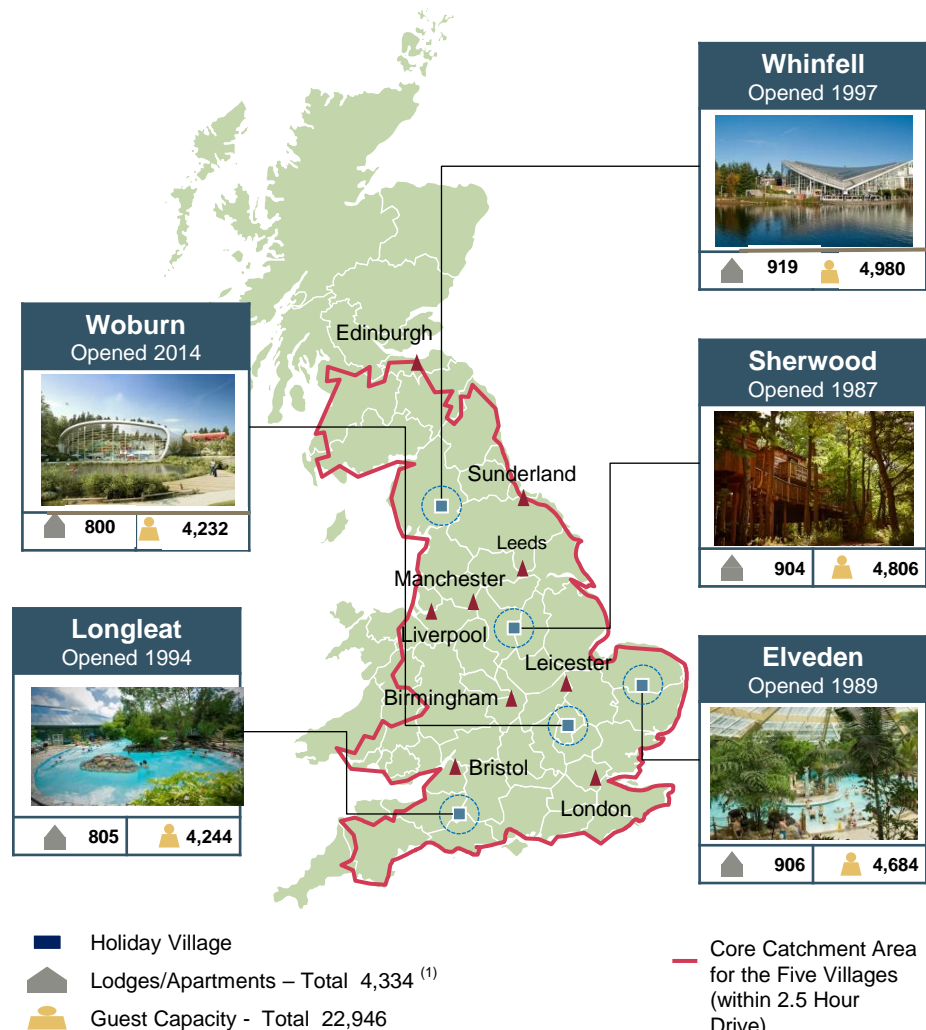 Whinfell
Opened 1997
919
4,980
Woburn
Opened 2014
800
4,232
Edinburgh
Sherwood
Opened 1987
904
4,806
Sunderland
Leeds
Manchester
Liverpool
Leicester
Birmingham
Longleat
Opened 1994
805
4,244
Elveden
Opened 1989
906
4,684
Bristol
London
Holiday Village
Lodges/Apartments – Total 4,334 (1)
Guest Capacity - Total 22,946
Core Catchment Area
for the Five Villages
(within 2.5 Hour
Drive)